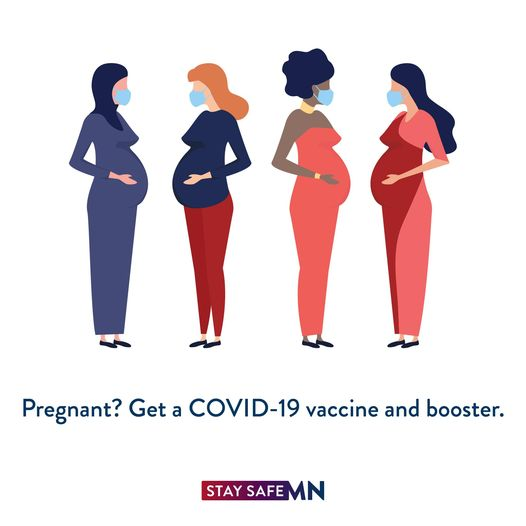 Pregnant? Get a COVID-19 vaccine and booster.
STAY SAFE MN